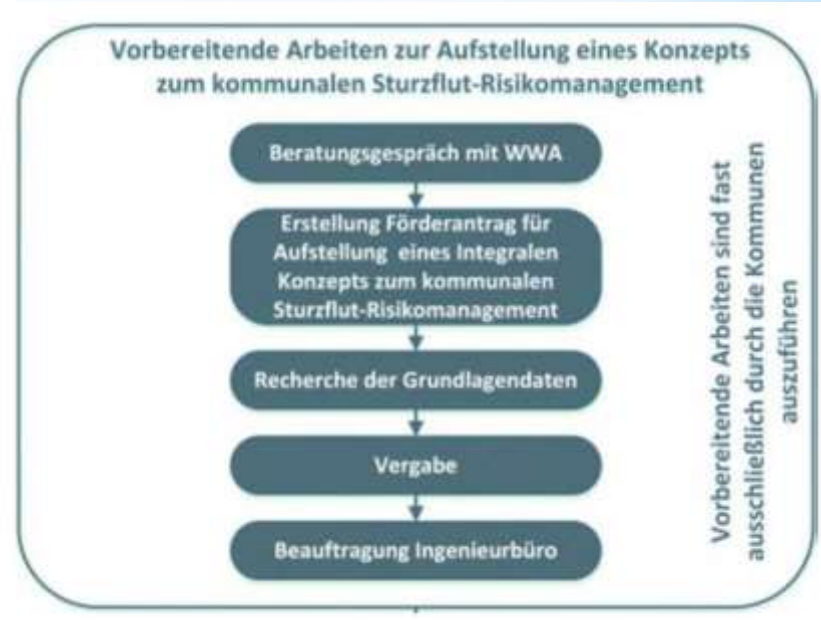 Vorbereitende Arbeiten zur Aufstellung eines Konzepts
zum kommunalen Sturzflut-Risikomanagement
Beratungsgespräch mit WWA
Erstellung Förderantrag für
Aufstellung eines Integralen
Konzepts zum kommunalen
Sturzflut-Risikomanagement
Recherche der Grundlagendaten
Vergabe
Beauftragung Ingenieurbüro
Vorbereitende Arbeiten sind fast
ausschließlich durch die Kommunen
auszuführen